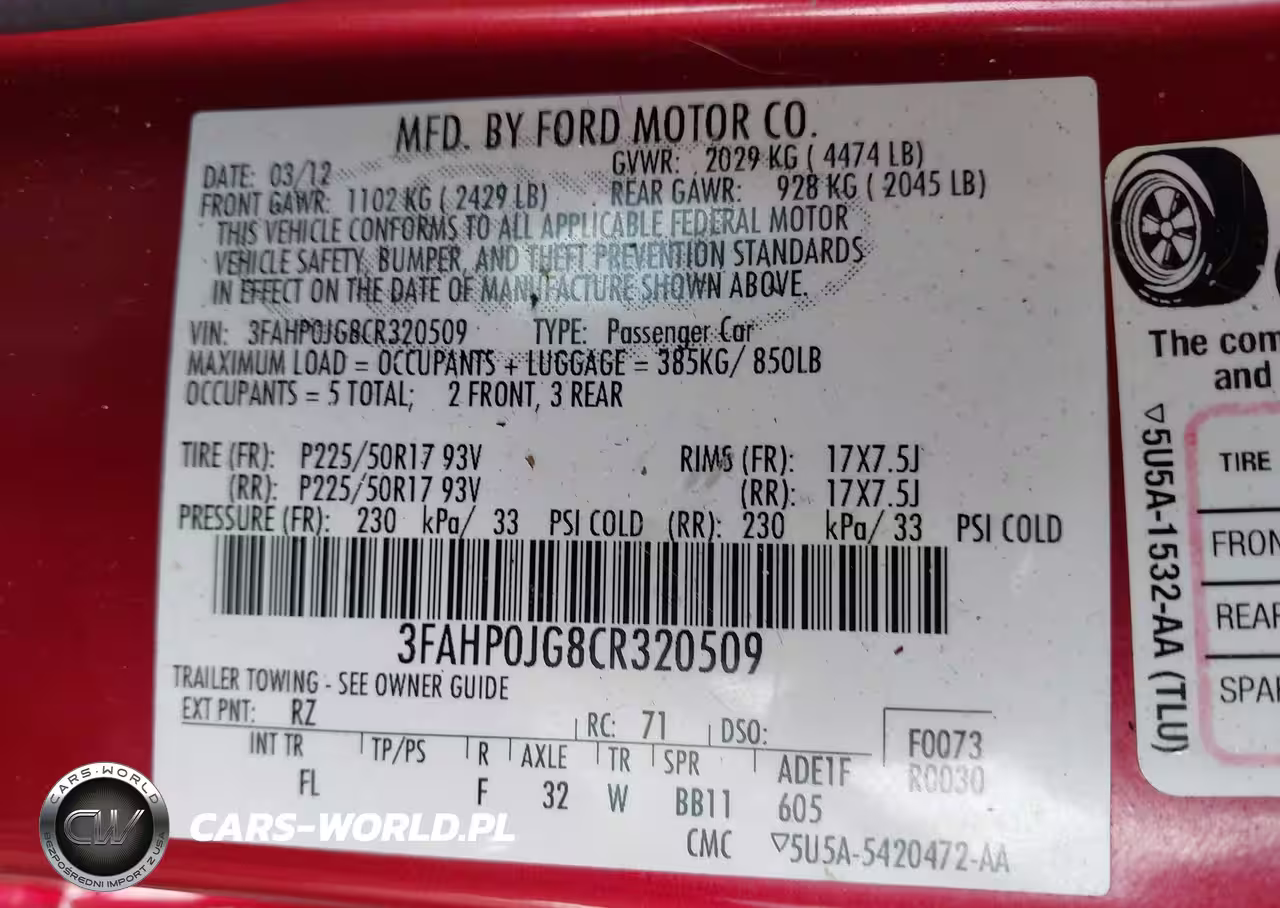 MFD. BY FORD MOTOR CO.
DATE: 03/12
GVWR: 2029 KG ( 4474 LB)
FRONT GAWR: 1102 KG ( 2429 LB)
REAR GAWR: 928 KG ( 2045 LB)
THIS VEHICLE CONFORMS TO ALL APPLICABLE FEDERAL MOTOR
VEHICLE SAFETY, BUMPER, AND THEFT PREVENTION STANDARDS
IN EFFECT ON THE DATE OF MANUFACTURE SHOWN ABOVE.
VIN: 3FAHP0JG8CR320509 TYPE: Passenger Car
MAXIMUM LOAD = OCCUPANTS + LUGGAGE = 385KG/ 850LB
OCCUPANTS = 5 TOTAL; 2 FRONT, 3 REAR
TIRE (FR): P225/50R17 93V RIMS (FR): 17X7.5J
(RR): P225/50R17 93V (RR): 17X7.5J
PRESSURE (FR): 230 kPa/ 33 PSI COLD (RR): 230 kPa/ 33 PSI COLD
3FAHP0JG8CR320509
TRAILER TOWING - SEE OWNER GUIDE
EXT PNT: RZ RC: 71 DSO:
F0073
R0030
INT TR TP/PS R AXLE TR SPR ADE1F
FL F 32 W BB11 605
CMC ▽5U5A-5420472-AA
The com
and
▽5U5A-1532-AA (TLU)
TIRE
FRON
REAR
SPA
CARS-WORLD
CW
BEZPOŚREDNI IMPORT Z USA
CARS-WORLD.PL